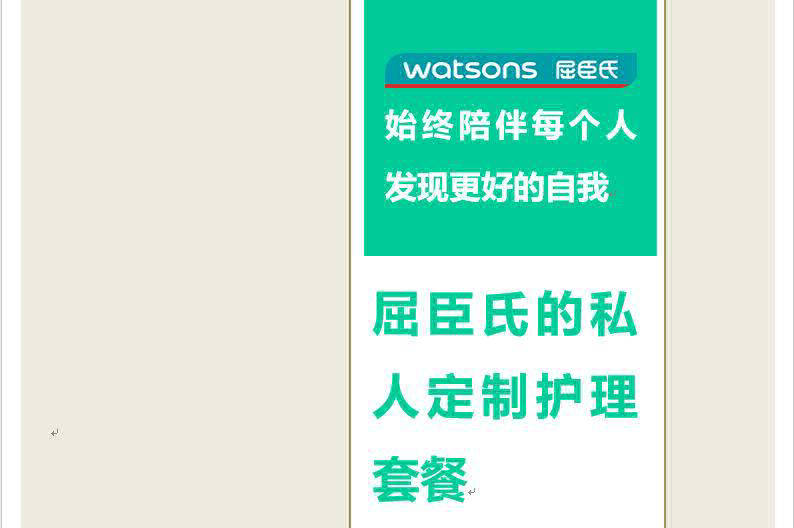 watsons 屈臣氏
始终陪伴每个人
发现更好的自我
屈臣氏的私
人定制护理
套餐